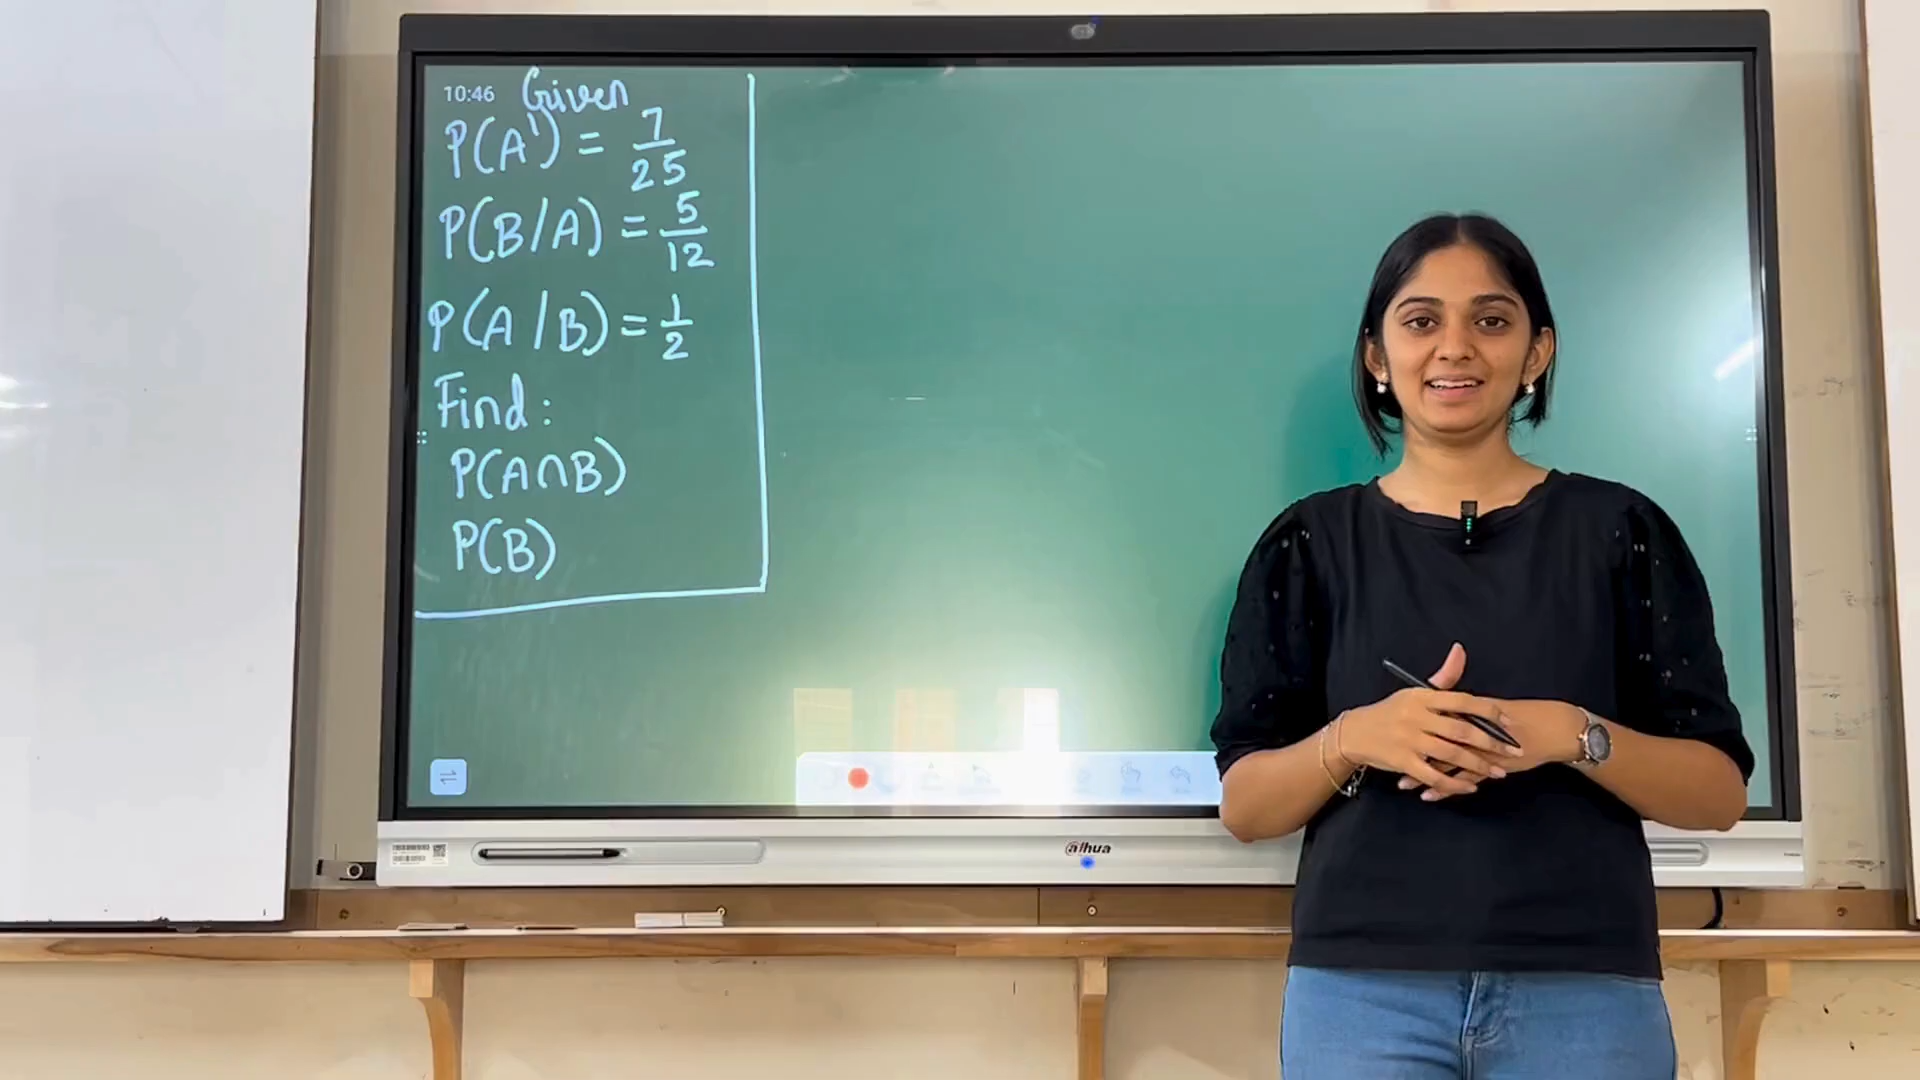 10:46 Given
P(A') = 7/25
P(B/A) = 5/12
P(A/B) = 1/2
Find:
P(A∩B)
P(B)
alhua